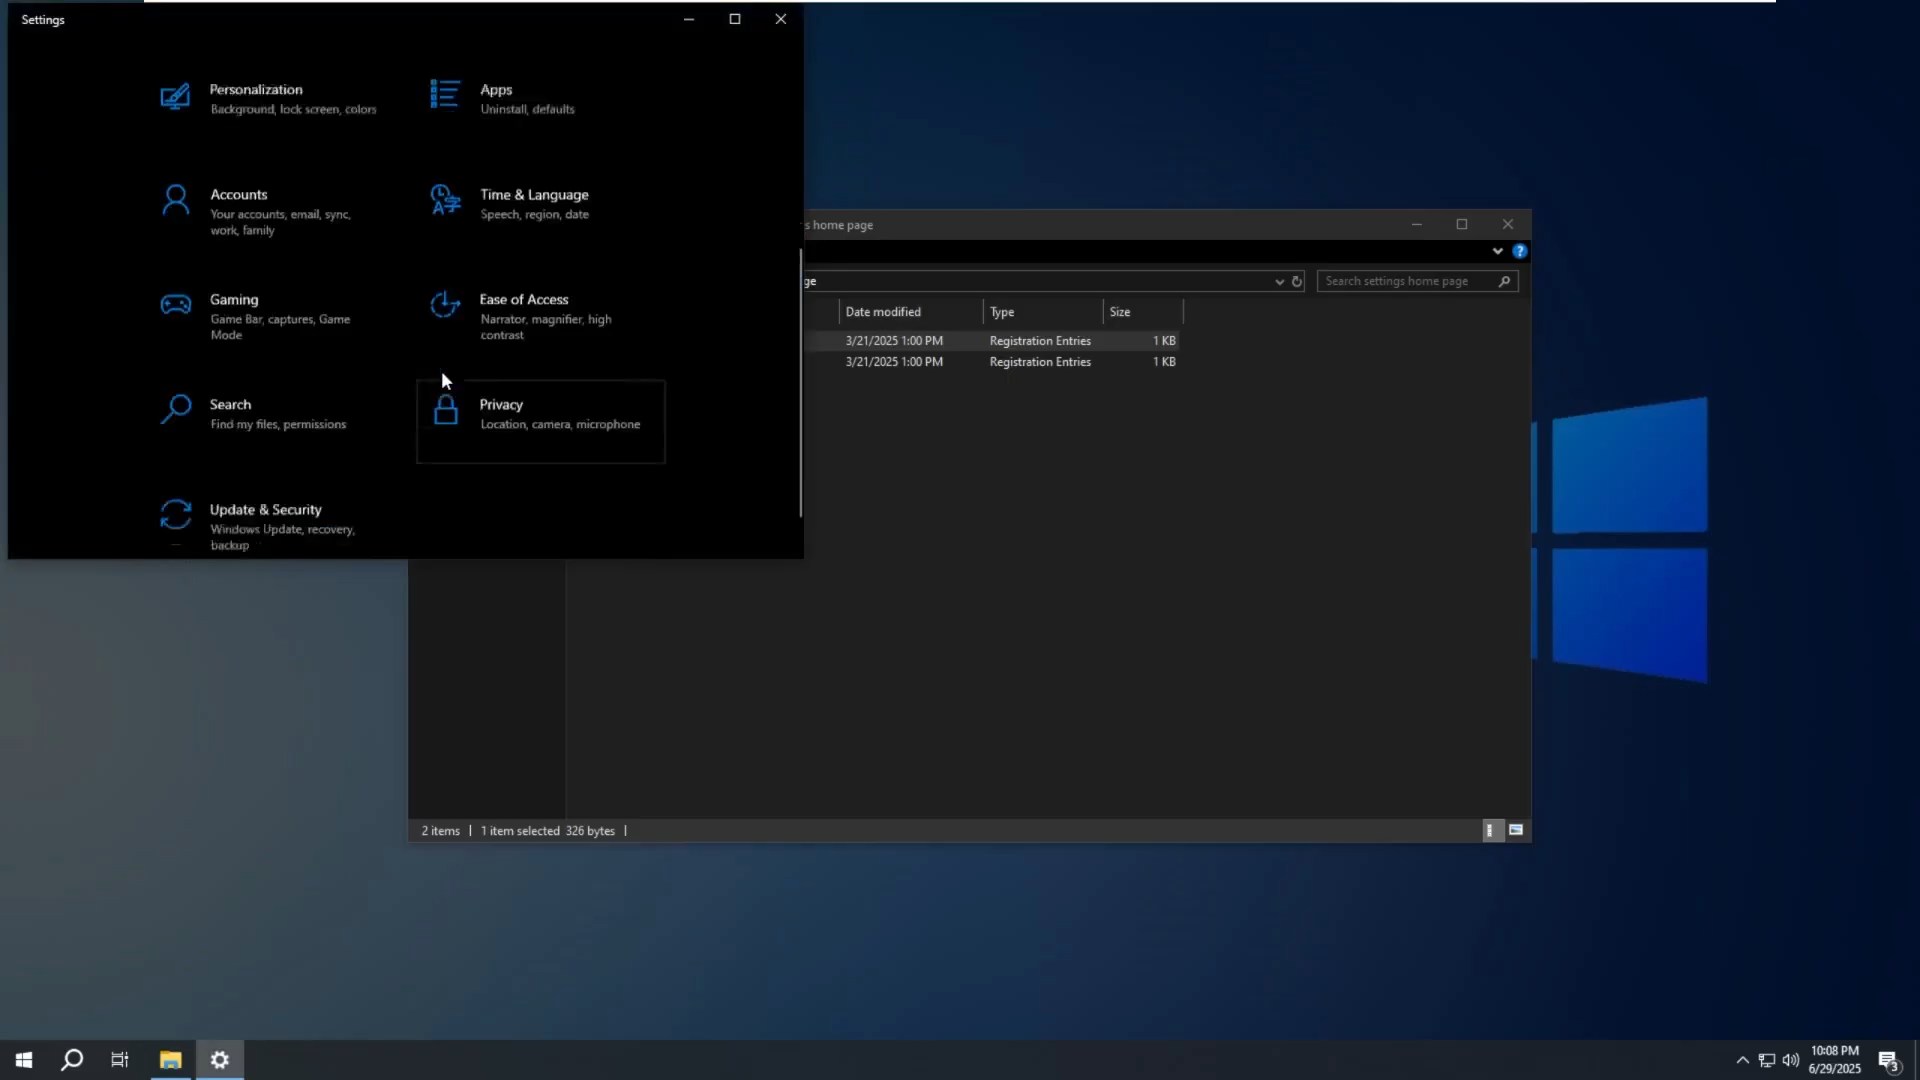 Settings
Personalization
Background, lock screen, colors
Apps
Uninstall, defaults
Accounts
Your accounts, email, sync,
work, family
Time & Language
Speech, region, date
Gaming
Game Bar, captures, Game
Mode
Ease of Access
Narrator, magnifier, high
contrast
Search
Find my files, permissions
Privacy
Location, camera, microphone
Update & Security
Windows Update, recovery,
backup
s home page
?
ge
Search settings home page
Date modified
Type
Size
3/21/2025 1:00 PM
Registration Entries
1 KB
3/21/2025 1:00 PM
Registration Entries
1 KB
2 items
1 item selected 326 bytes
10:08 PM
6/29/2025
3